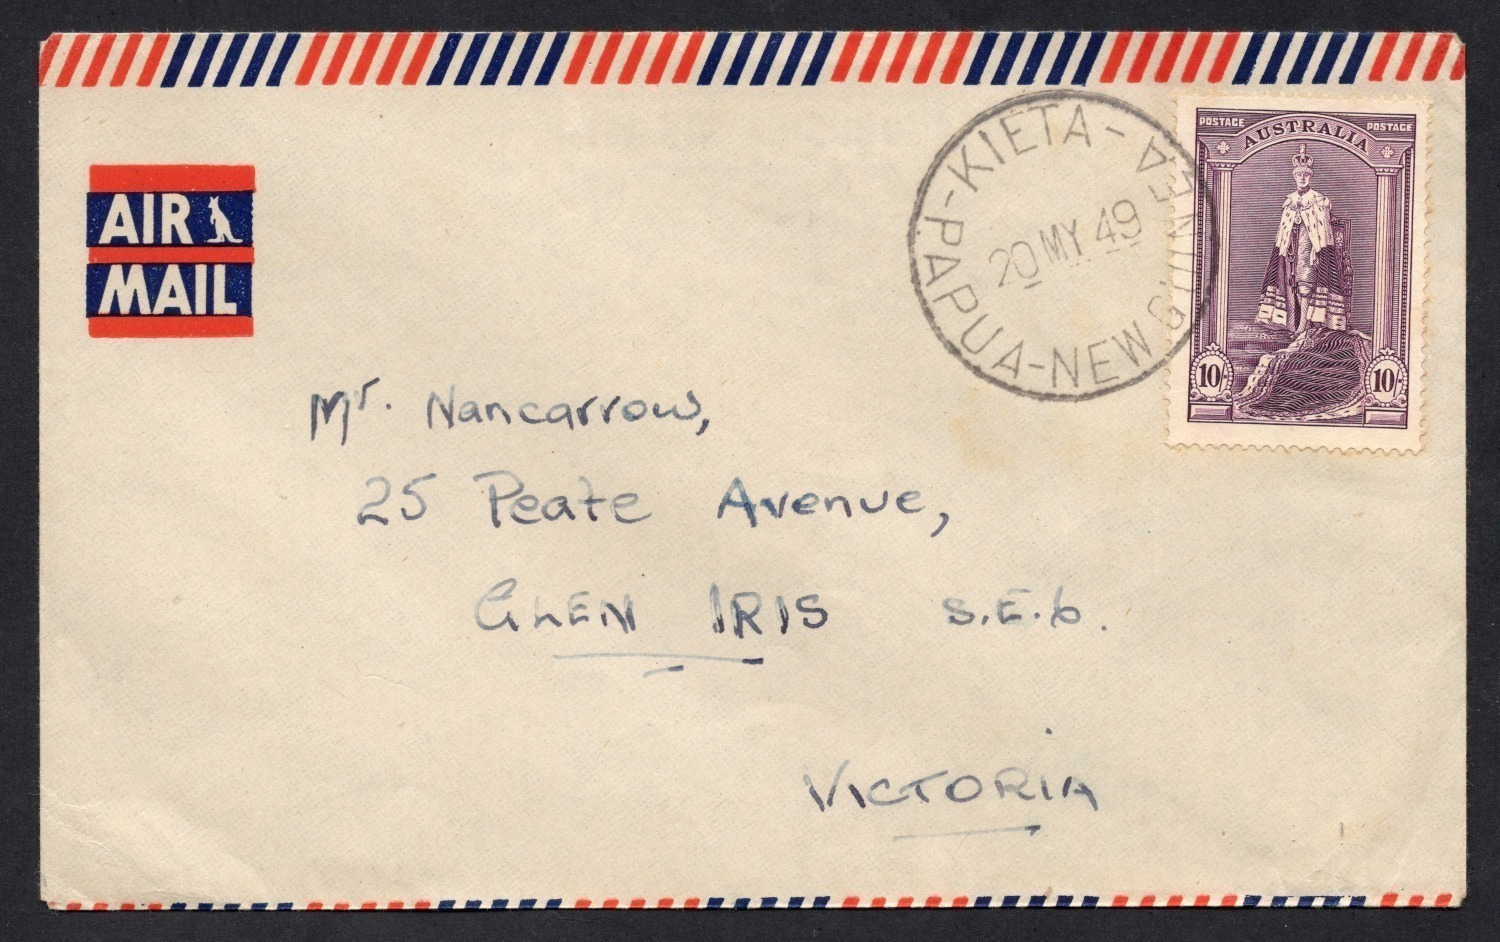 AIR
MAIL
-KIETA-
20 MY 49
PAPUA-NEW GUINEA
POSTAGE AUSTRALIA POSTAGE
10/- 10/-
Mr. Nancarrow,
25 Peate Avenue,
GLEN IRIS S.E.6.
VICTORIA